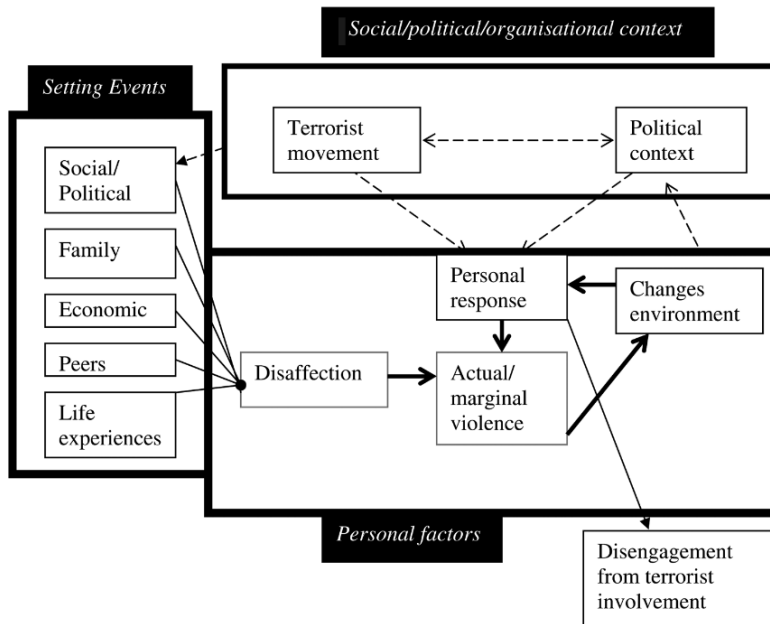 Social/political/organisational context
Setting Events
Terrorist
movement
Political
context
Social/
Political
Family
Economic
Peers
Life
experiences
Personal
response
Changes
environment
Disaffection
Actual/
marginal
violence
Personal factors
Disengagement
from terrorist
involvement